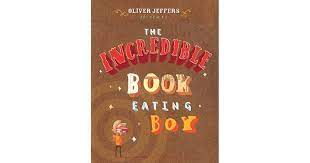 OLIVER JEFFERS
THE
INCREDIBLE
BOOK
EATING
BOY